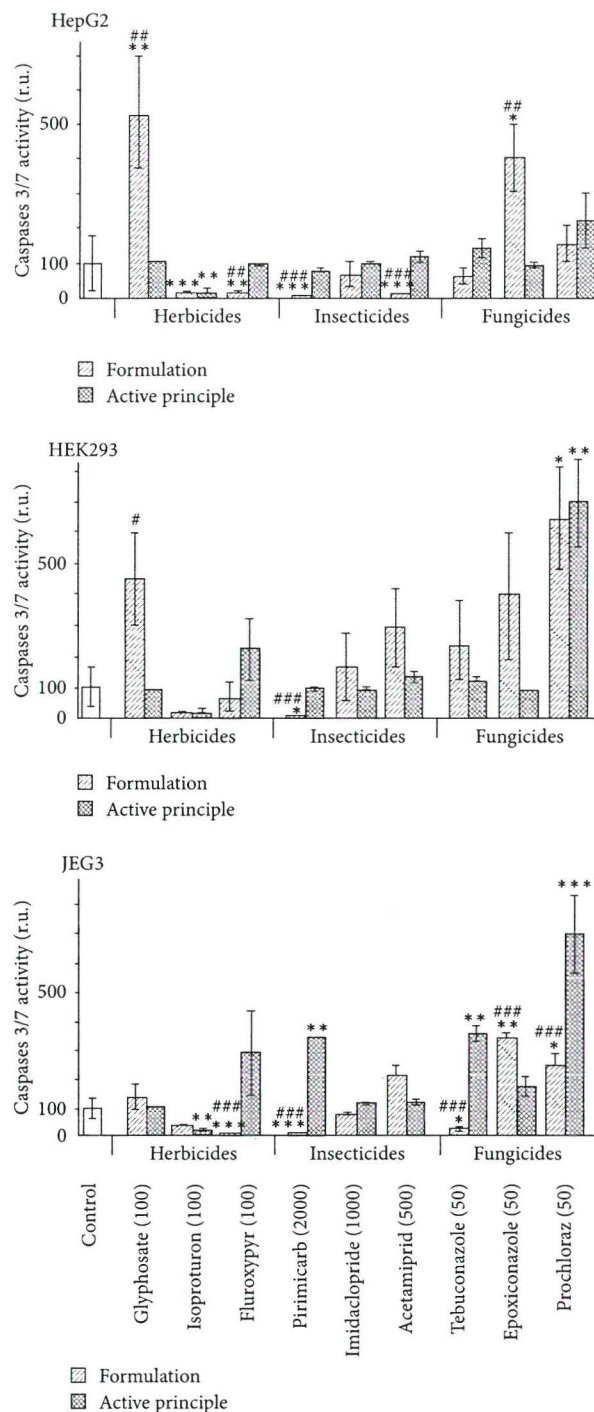 HepG2
Caspases 3/7 activity (r.u.)
500
100
0
## ** *** ** ## ** ### *** ### *** ## *
Herbicides Insecticides Fungicides
Formulation
Active principle
HEK293
Caspases 3/7 activity (r.u.)
500
100
0
# ### * * **
Herbicides Insecticides Fungicides
Formulation
Active principle
JEG3
Caspases 3/7 activity (r.u.)
500
100
0
** ### *** ### *** ** ### * ** ### ** ### * ***
Herbicides Insecticides Fungicides
Control
Glyphosate (100)
Isoproturon (100)
Fluroxypyr (100)
Pirimicarb (2000)
Imidaclopride (1000)
Acetamiprid (500)
Tebuconazole (50)
Epoxiconazole (50)
Prochloraz (50)
Formulation
Active principle